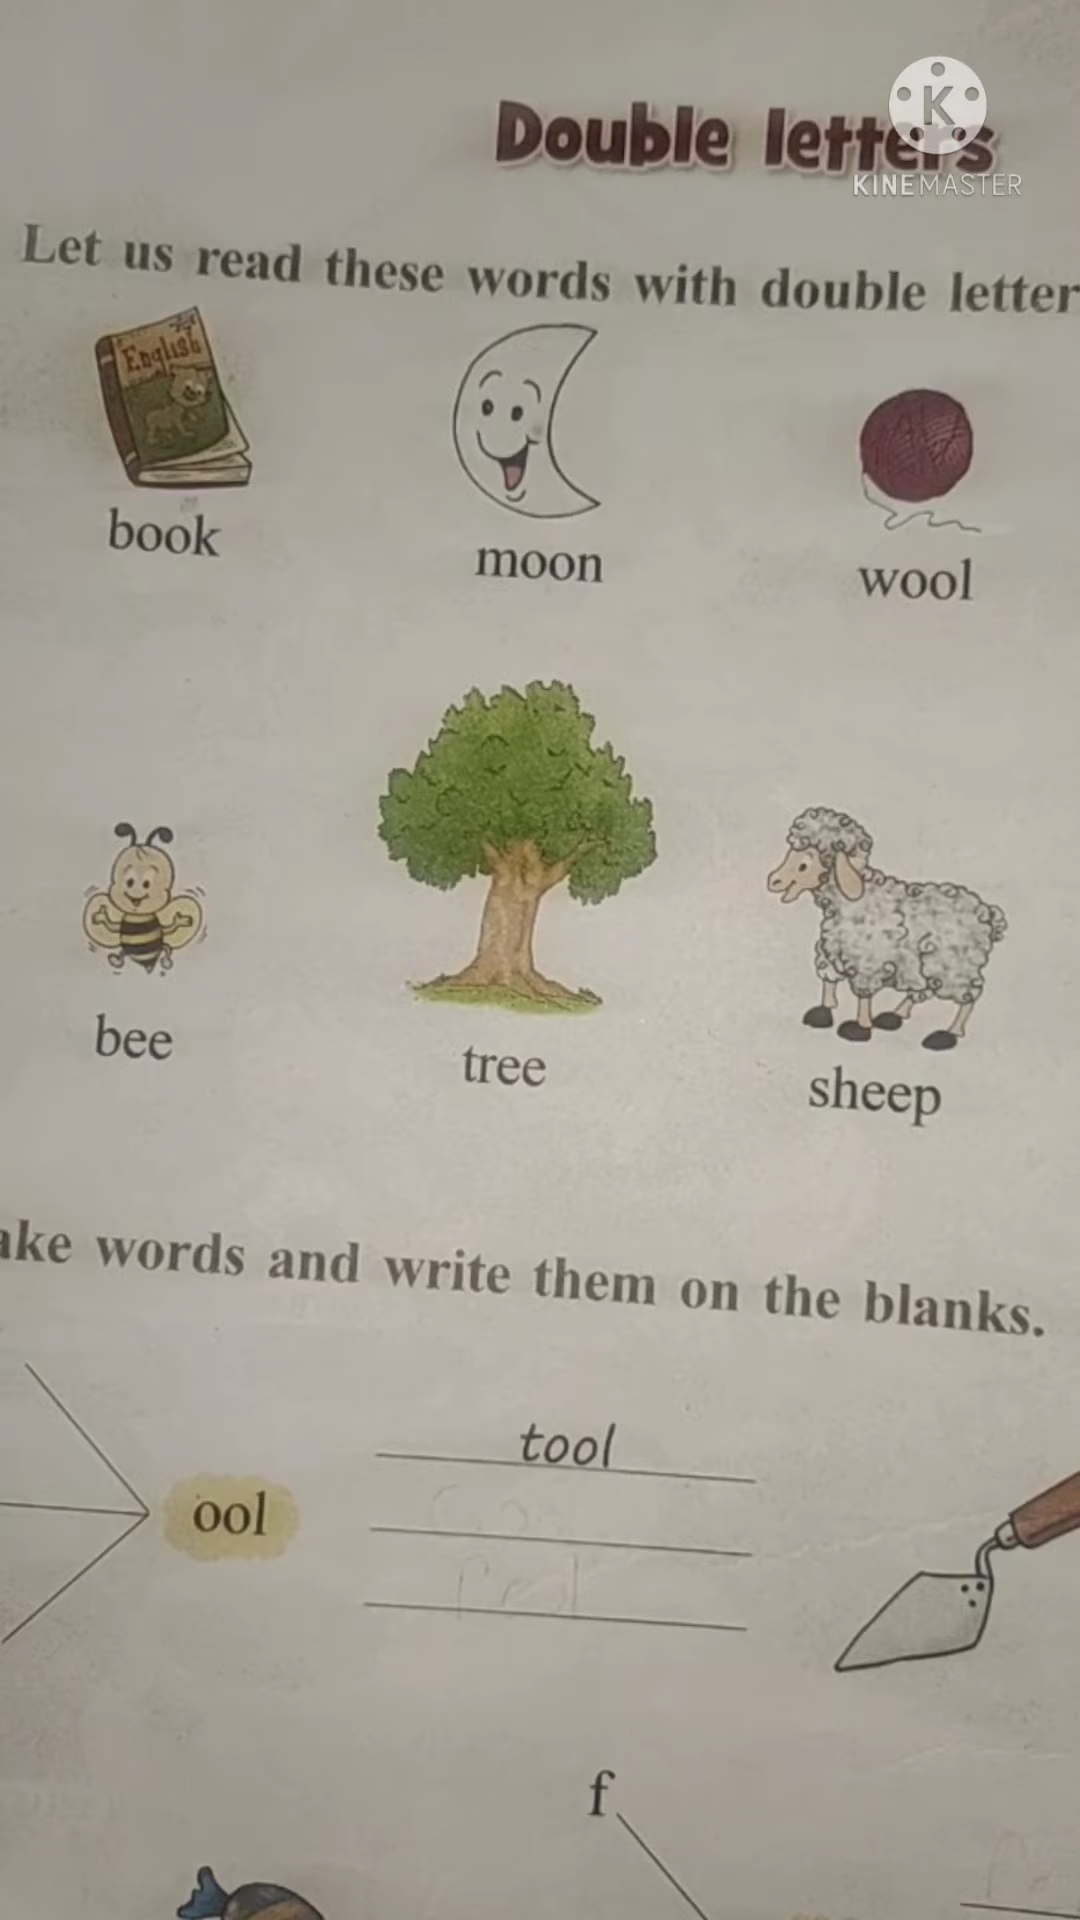 Double letters
K
KINEMASTER
Let us read these words with double letter
English
book
moon
wool
bee
tree
sheep
ake words and write them on the blanks.
tool
ool
f